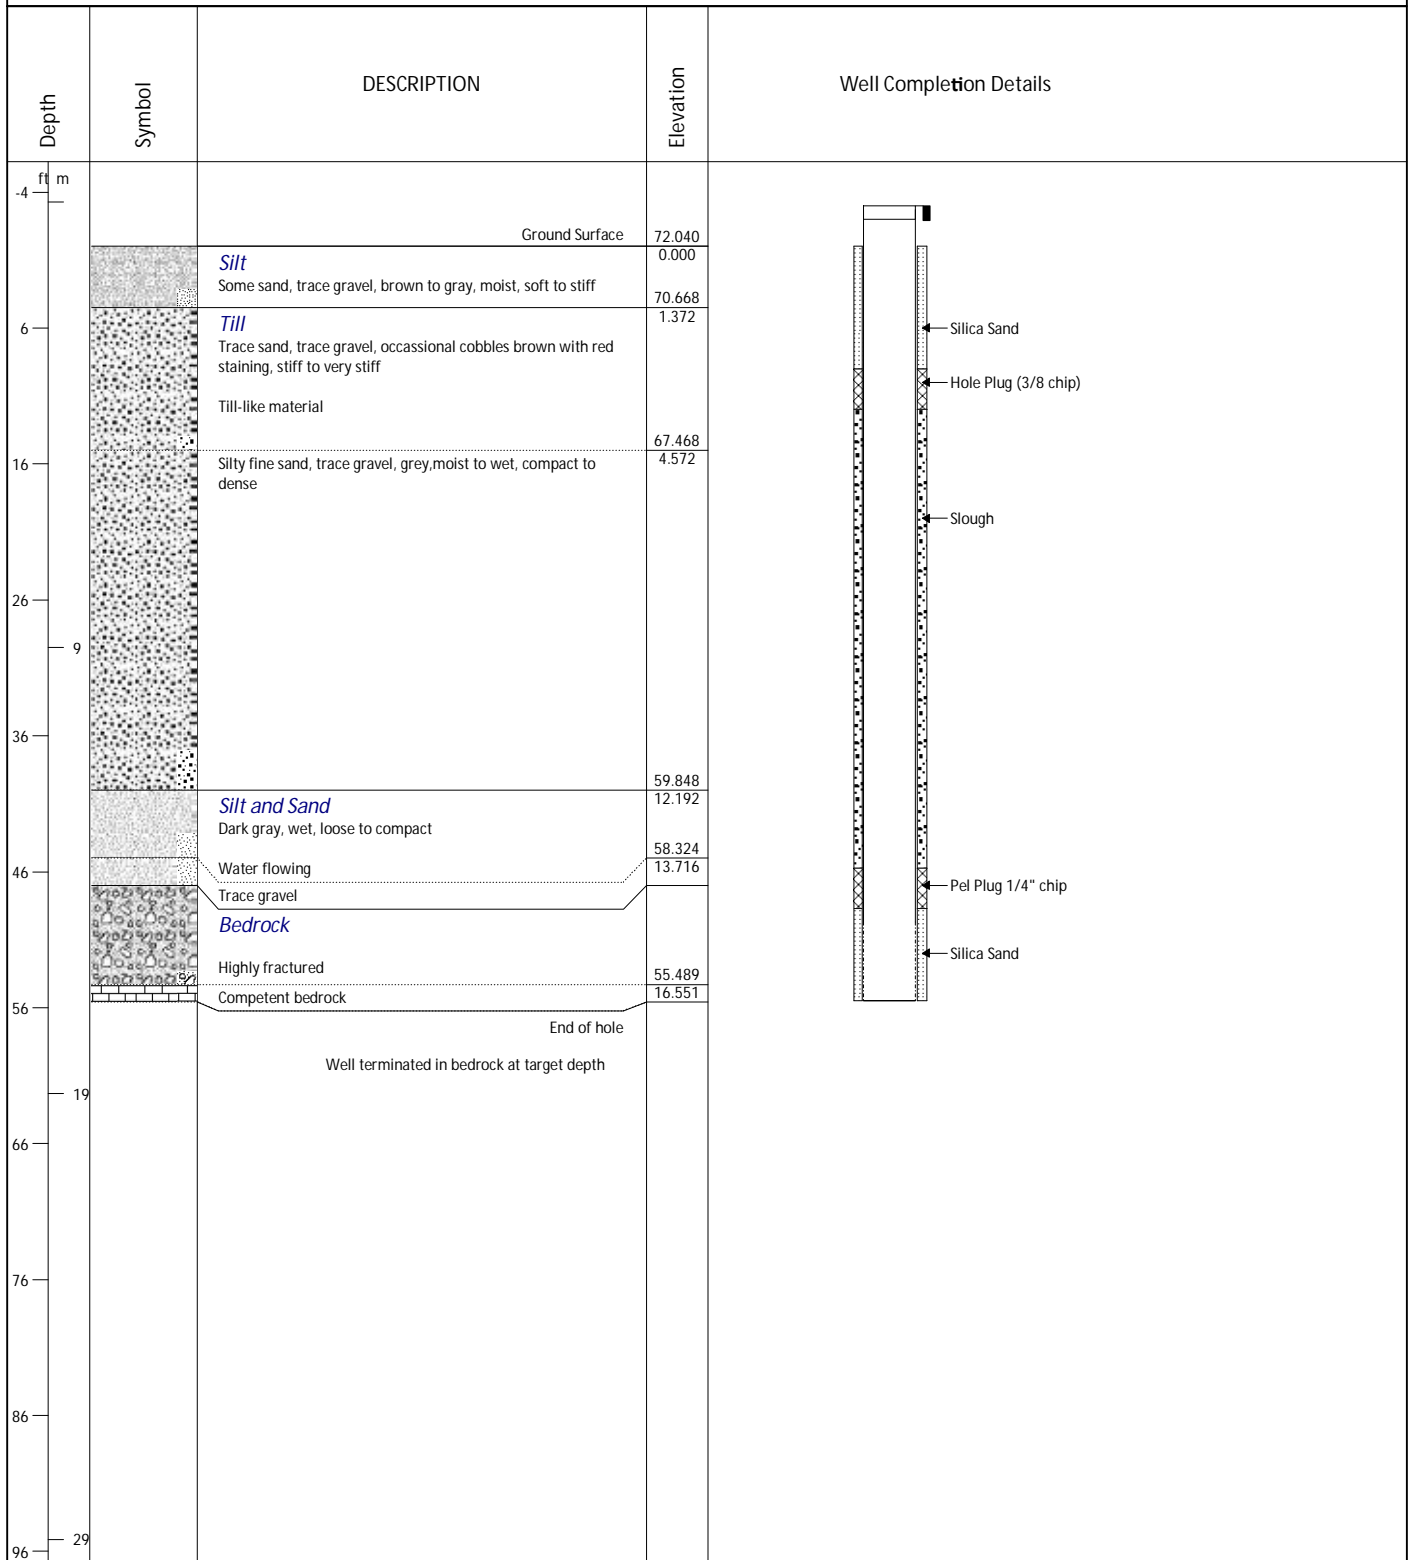 Depth
Symbol
DESCRIPTION
Elevation
Well Completion Details
ft m
-4
Ground Surface
72.040
0.000
Silt
Some sand, trace gravel, brown to gray, moist, soft to stiff
70.668
1.372
Till
6
Trace sand, trace gravel, occassional cobbles brown with red
staining, stiff to very stiff
Till-like material
67.468
4.572
16
Silty fine sand, trace gravel, grey,moist to wet, compact to
dense
26
9
36
59.848
12.192
Silt and Sand
Dark gray, wet, loose to compact
58.324
13.716
46
Water flowing
Trace gravel
Bedrock
Highly fractured
55.489
16.551
Competent bedrock
56
End of hole
Well terminated in bedrock at target depth
19
66
76
86
29
96
Silica Sand
Hole Plug (3/8 chip)
Slough
Pel Plug 1/4" chip
Silica Sand